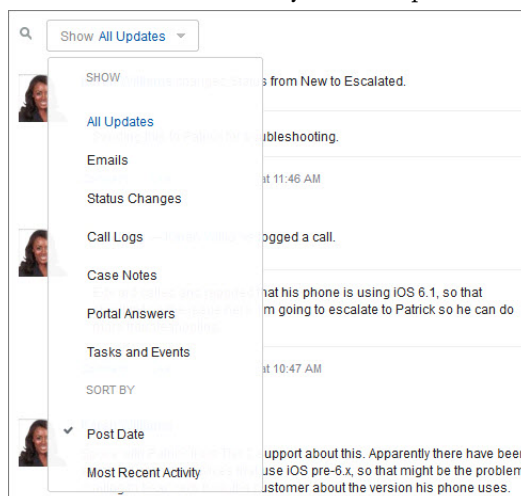 Show All Updates
SHOW
s from New to Escalated.
All Updates
ubleshooting.
Emails
at 11:46 AM
Status Changes
Call Logs
ogged a call.
Case Notes
hat his phone is using iOS 6.1, so that
Portal Answers
m going to escalate to Patrick so he can do
Tasks and Events
at 10:47 AM
SORT BY
Post Date
upport about this. Apparently there have been
Most Recent Activity
use iOS pre-6.x, so that might be the problem
ustomer about the version his phone uses.